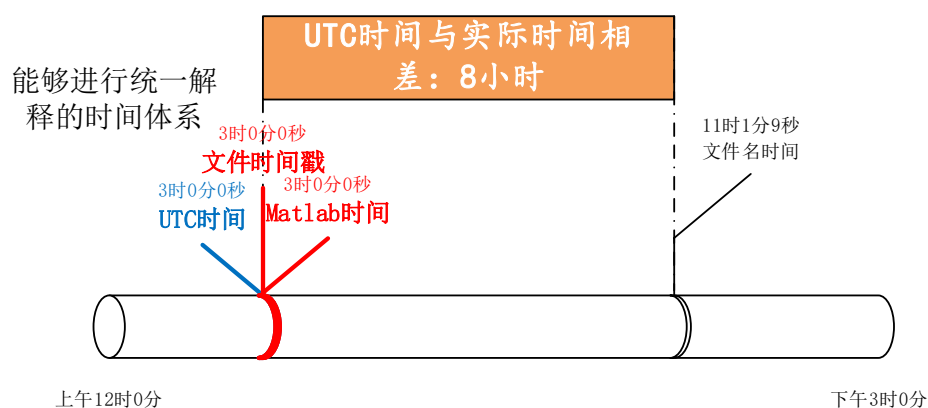 UTC时间与实际时间相
差：8小时
能够进行统一解
释的时间体系
3时0分0秒
文件时间戳
3时0分0秒
UTC时间
3时0分0秒
Matlab时间
11时1分9秒
文件名时间
上午12时0分
下午3时0分